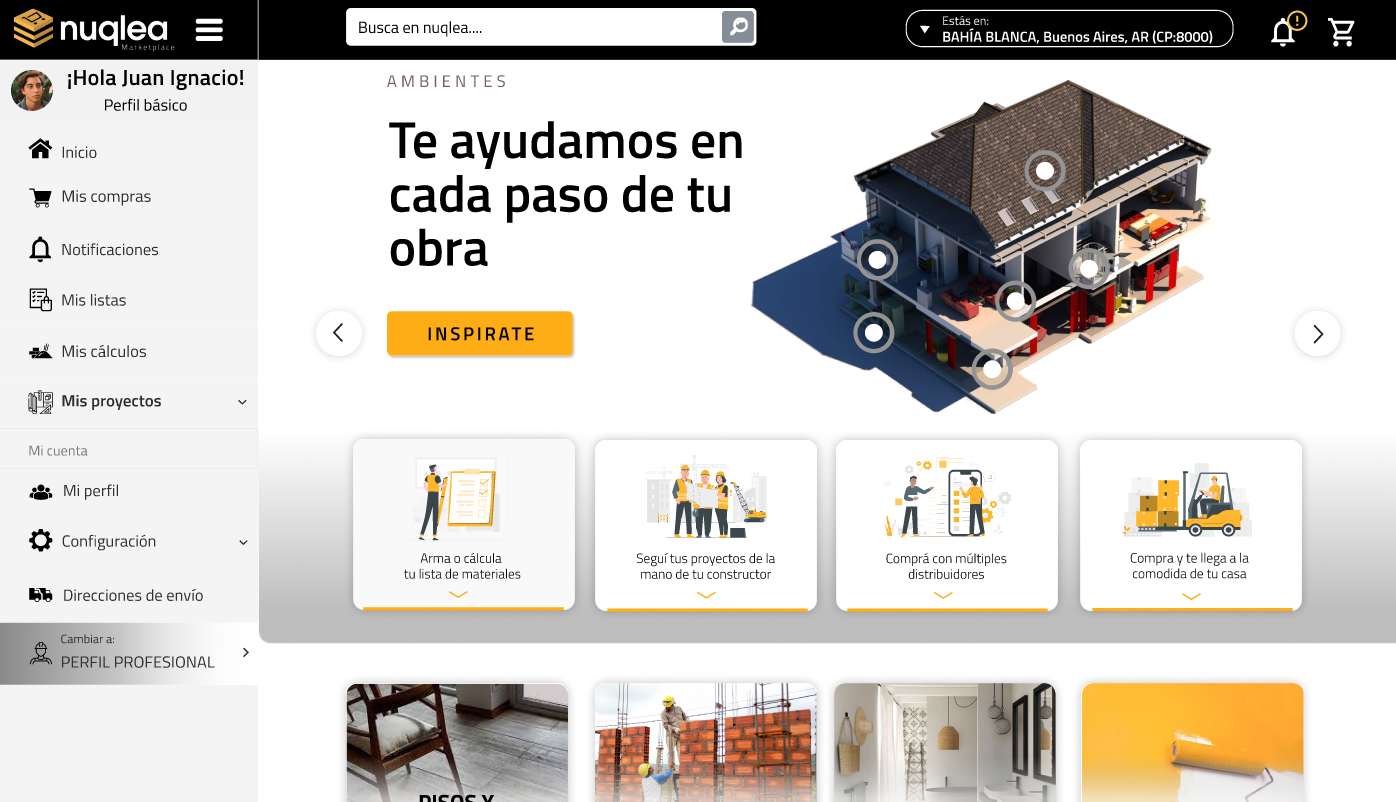 nuqlea
Marketplace
Busca en nuqlea....
Estás en:
BAHÍA BLANCA, Buenos Aires, AR (CP:8000)
!
¡Hola Juan Ignacio!
Perfil básico
Inicio
Mis compras
Notificaciones
Mis listas
Mis cálculos
Mis proyectos
Mi cuenta
Mi perfil
Configuración
Direcciones de envío
Cambiar a:
PERFIL PROFESIONAL
AMBIENTES
Te ayudamos en
cada paso de tu
obra
INSPIRATE
Arma o cálcula
tu lista de materiales
Seguí tus proyectos de la
mano de tu constructor
Comprá con múltiples
distribuidores
Compra y te llega a la
comodida de tu casa
PISOS Y